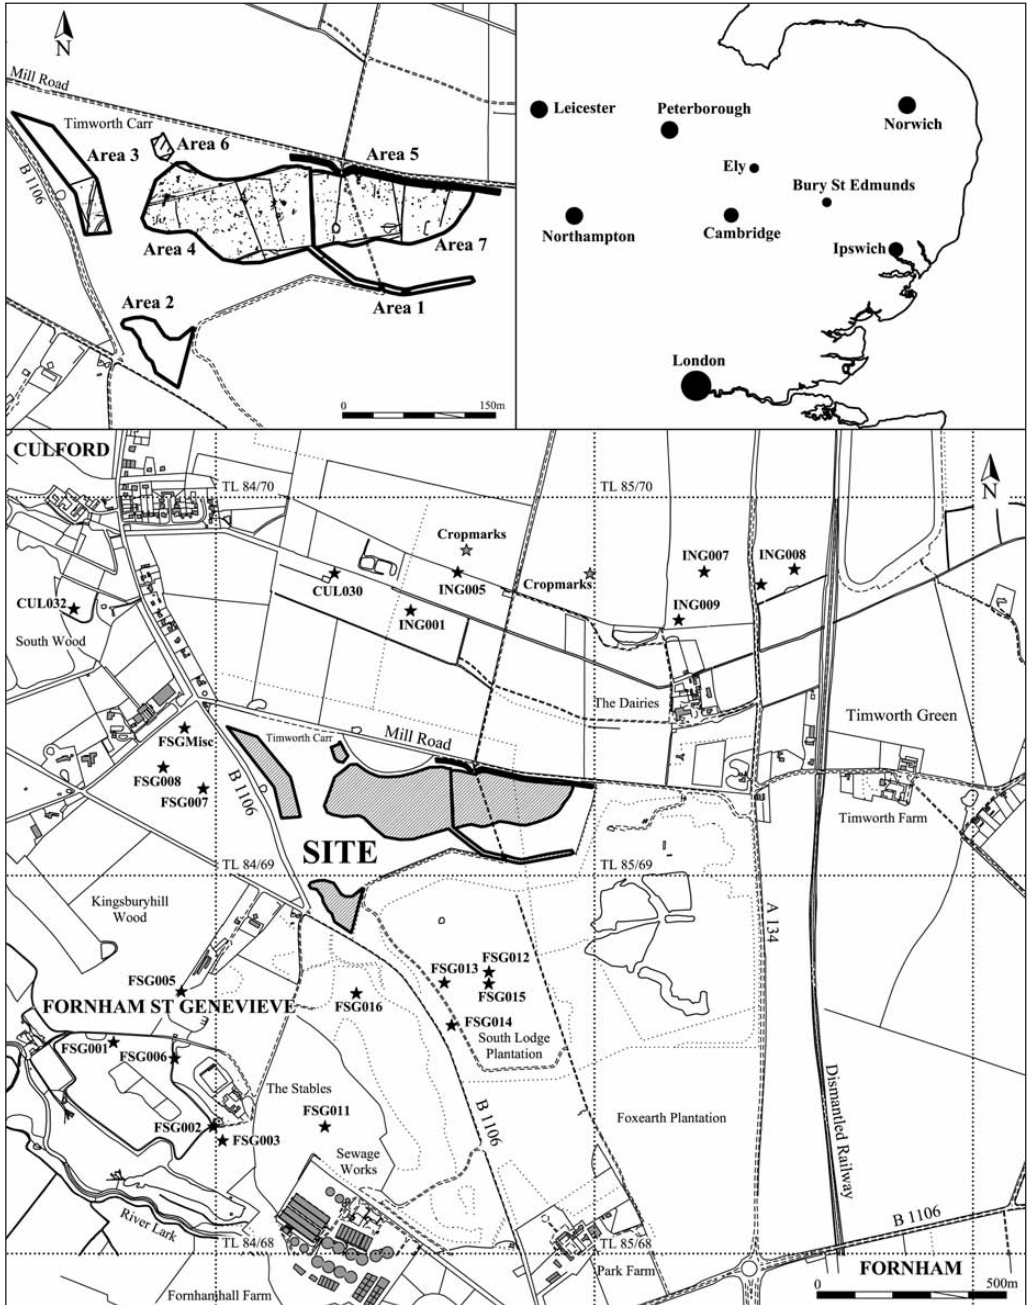 N
Mill Road
Timworth Carr
Area 6
Area 3
Area 5
B 1106
Area 4
Area 7
Area 2
Area 1
0
150m
Leicester
Peterborough
Norwich
Ely
Bury St Edmunds
Northampton
Cambridge
Ipswich
London
CULFORD
TL 84/70
TL 85/70
N
Cropmarks
ING007
ING008
CUL030
ING005
Cropmarks
CUL032
ING001
ING009
South Wood
The Dairies
Timworth Green
FSGMisc
Timworth Carr
Mill Road
FSG008
FSG007
B 1106
Timworth Farm
SITE
TL 84/69
TL 85/69
Kingsburyhill
Wood
A 134
FSG005
FSG013
FSG012
FSG015
FORNHAM ST GENEVIEVE
FSG016
FSG014
South Lodge
Plantation
FSG001
FSG006
The Stables
FSG011
Foxearth Plantation
Dismantled Railway
FSG002
FSG003
B 1106
Sewage
Works
River Lark
B 1106
TL 84/68
TL 85/68
Park Farm
FORNHAM
Fornhamhall Farm
0
500m